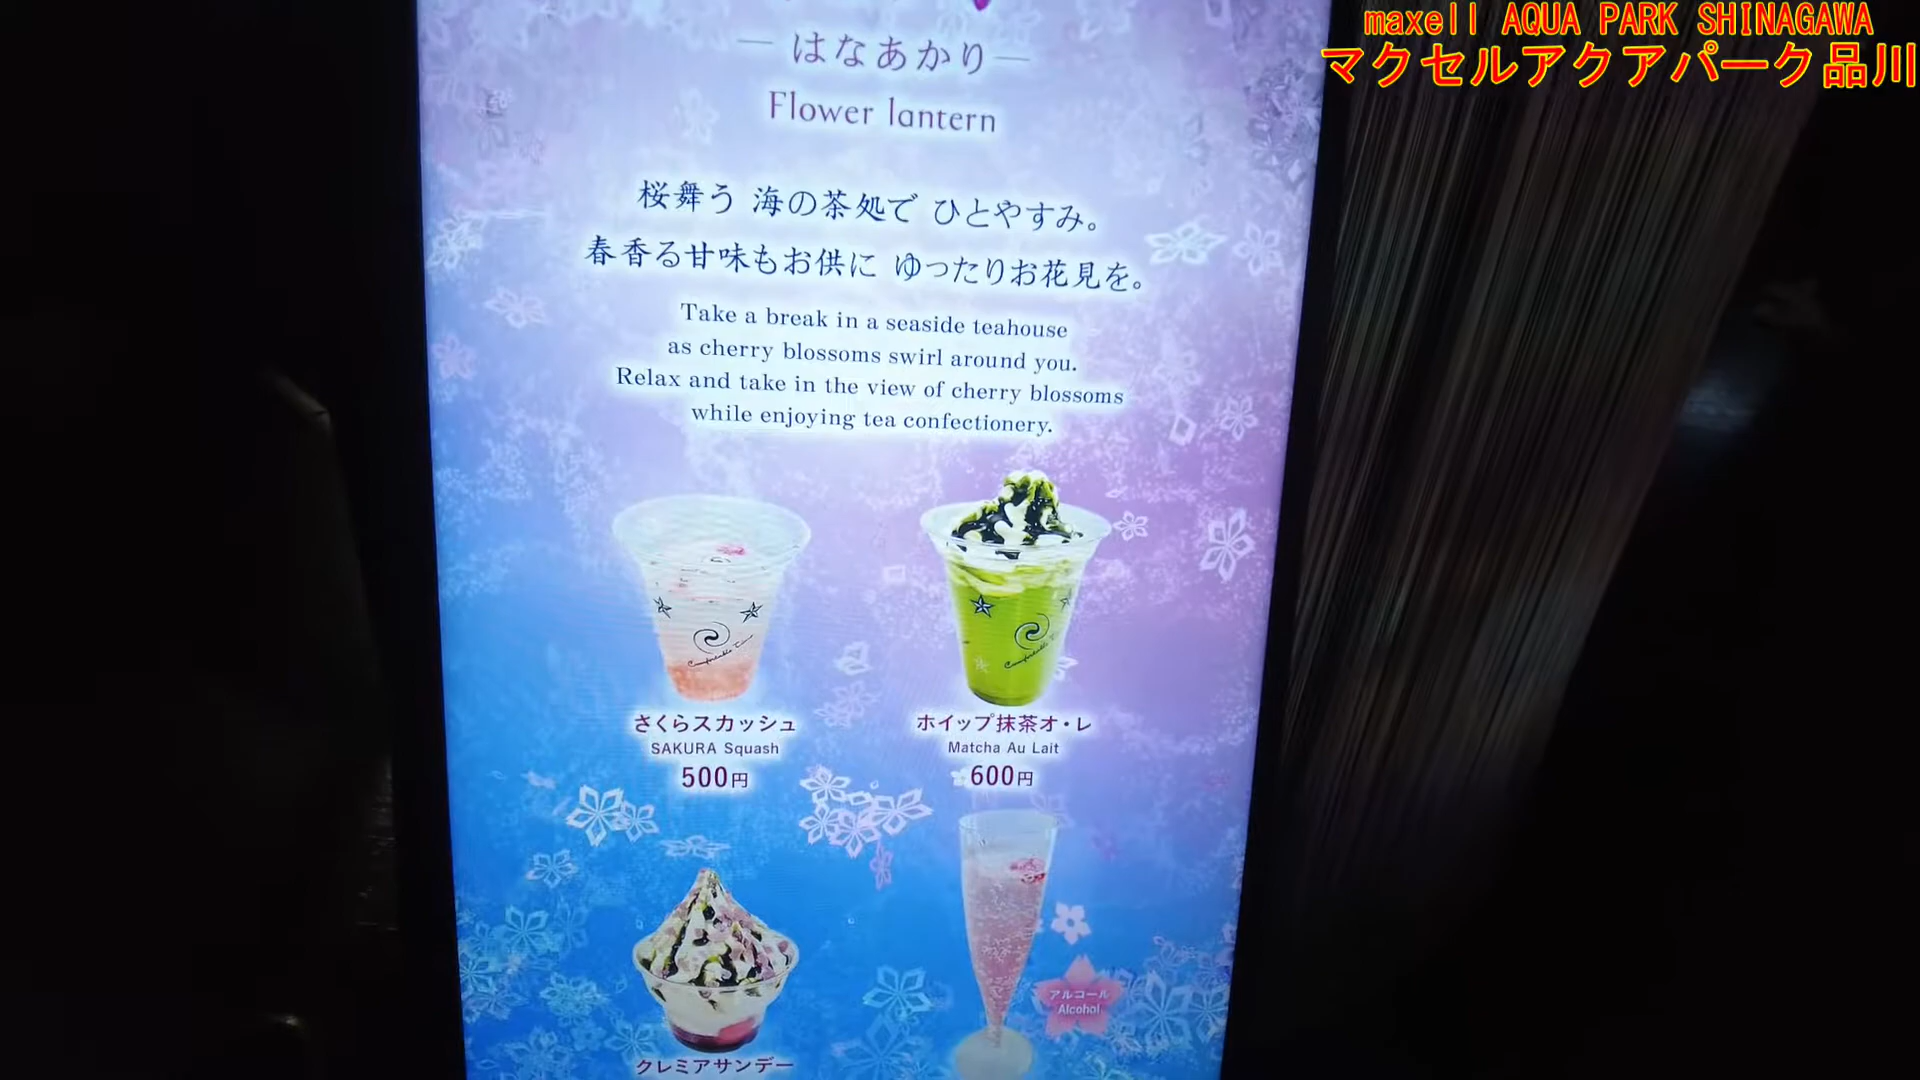 maxell AQUA PARK SHINAGAWA
マクセルアクアパーク品川
― はなあかり ―
Flower lantern
桜舞う 海の茶処で ひとやすみ。
春香る甘味もお供に ゆったりお花見を。
Take a break in a seaside teahouse
as cherry blossoms swirl around you.
Relax and take in the view of cherry blossoms
while enjoying tea confectionery.
さくらスカッシュ
SAKURA Squash
500円
ホイップ抹茶オ・レ
Matcha Au Lait
600円
アルコール
Alcohol
クレミアサンデー